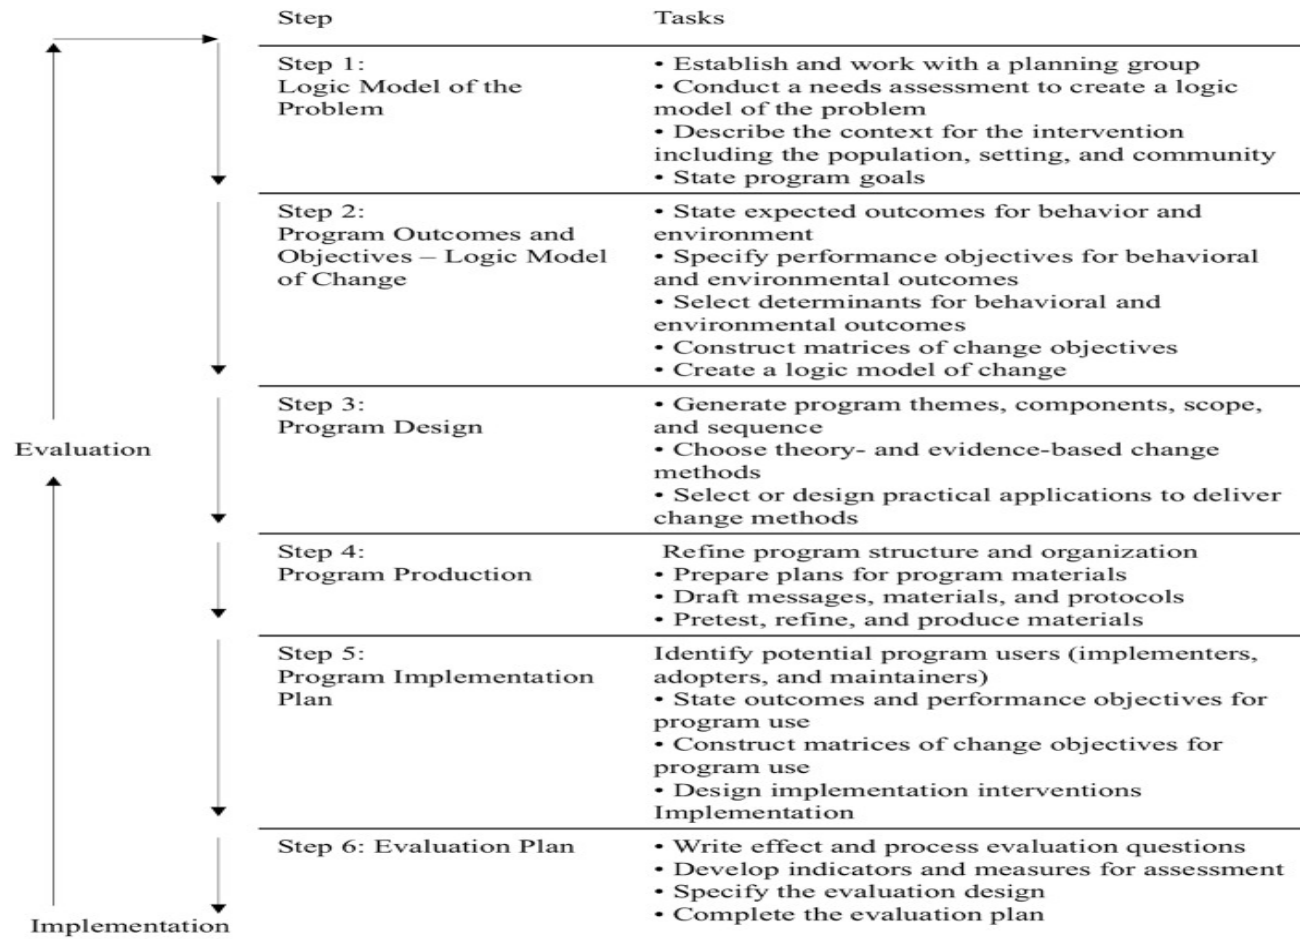 Step Tasks
Step 1:
Logic Model of the
Problem
• Establish and work with a planning group
• Conduct a needs assessment to create a logic
model of the problem
• Describe the context for the intervention
including the population, setting, and community
• State program goals
Step 2:
Program Outcomes and
Objectives – Logic Model
of Change
• State expected outcomes for behavior and
environment
• Specify performance objectives for behavioral
and environmental outcomes
• Select determinants for behavioral and
environmental outcomes
• Construct matrices of change objectives
• Create a logic model of change
Step 3:
Program Design
• Generate program themes, components, scope,
and sequence
• Choose theory- and evidence-based change
methods
• Select or design practical applications to deliver
change methods
Evaluation
Step 4:
Program Production
Refine program structure and organization
• Prepare plans for program materials
• Draft messages, materials, and protocols
• Pretest, refine, and produce materials
Step 5:
Program Implementation
Plan
Identify potential program users (implementers,
adopters, and maintainers)
• State outcomes and performance objectives for
program use
• Construct matrices of change objectives for
program use
• Design implementation interventions
Implementation
Step 6: Evaluation Plan
• Write effect and process evaluation questions
• Develop indicators and measures for assessment
• Specify the evaluation design
• Complete the evaluation plan
Implementation